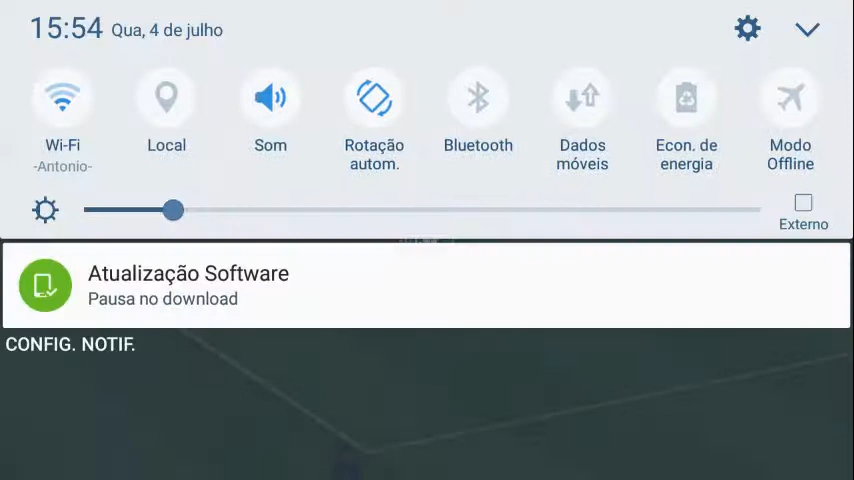 15:54 Qua, 4 de julho
Wi-Fi
-Antonio-
Local
Som
Rotação
autom.
Bluetooth
Dados
móveis
Econ. de
energia
Modo
Offline
Externo
Atualização Software
Pausa no download
CONFIG. NOTIF.